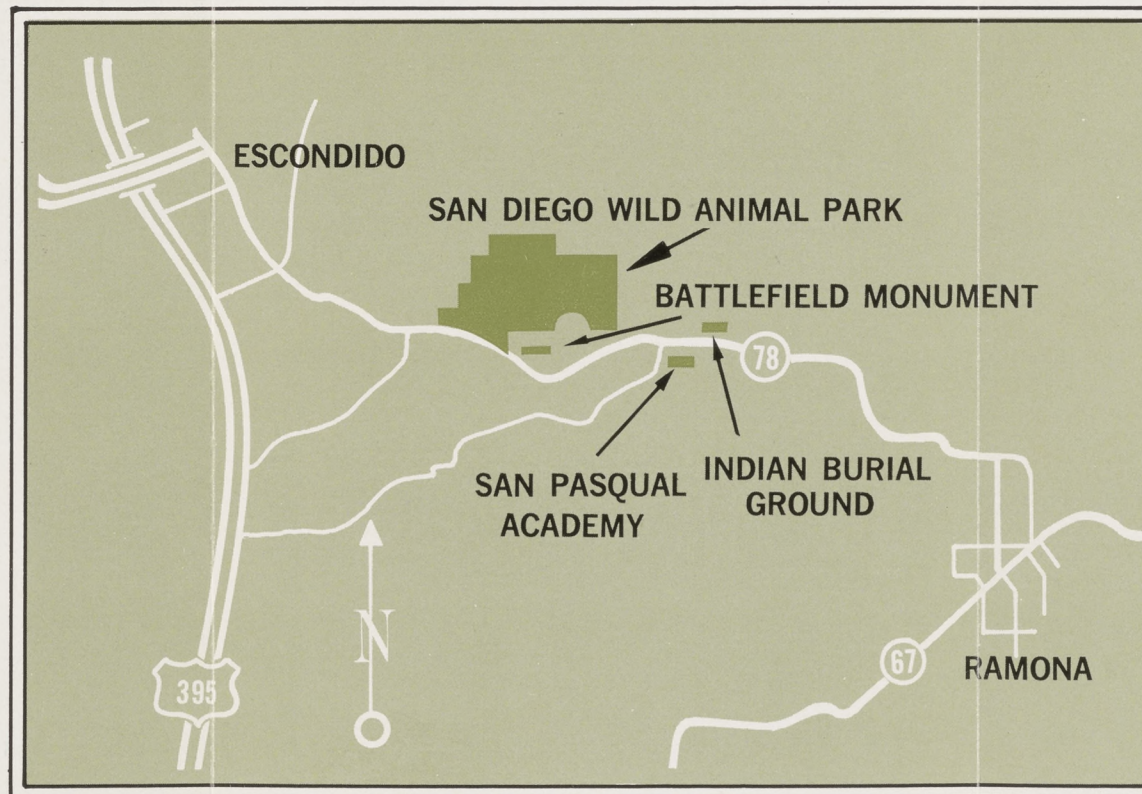 ESCONDIDO
SAN DIEGO WILD ANIMAL PARK
BATTLEFIELD MONUMENT
78
SAN PASQUAL
ACADEMY
INDIAN BURIAL
GROUND
N
395
67
RAMONA